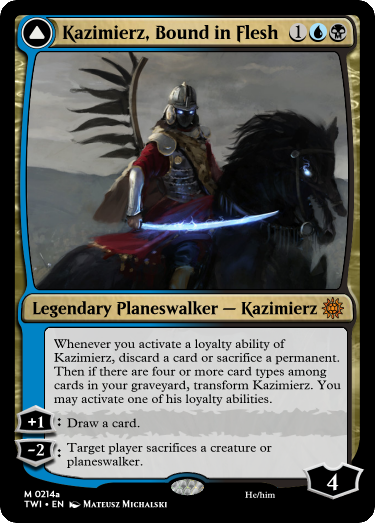 Kazimierz, Bound in Flesh 1
Legendary Planeswalker — Kazimierz
Whenever you activate a loyalty ability of
Kazimierz, discard a card or sacrifice a permanent.
Then if there are four or more card types among
cards in your graveyard, transform Kazimierz. You
may activate one of his loyalty abilities.
+1: Draw a card.
-2: Target player sacrifices a creature or
planeswalker.
4
M 0214a
TWI • EN Mateusz Michalski
He/him